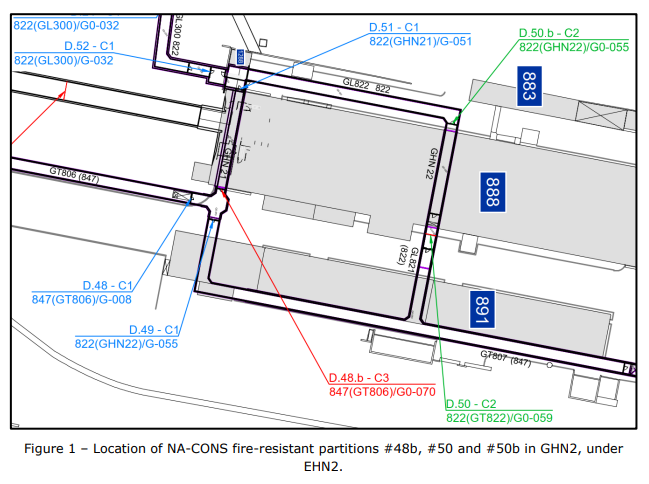 822(GL300)/G0-032
D.52 - C1
822(GL300)/G-032
GL300 822
D.51 - C1
822(GHN21)/G-051
D.50.b - C2
822(GHN22)/G0-055
883
GL822 822
GHN 21
GHN 22
888
GT806 (847)
GL821
(822)
D.48 - C1
847(GT806)/G-008
D.49 - C1
822(GHN22)/G-055
891
GT807 (847)
D.48.b - C3
847(GT806)/G0-070
D.50 - C2
822(GT822)/G0-059
Figure 1 – Location of NA-CONS fire-resistant partitions #48b, #50 and #50b in GHN2, under
EHN2.